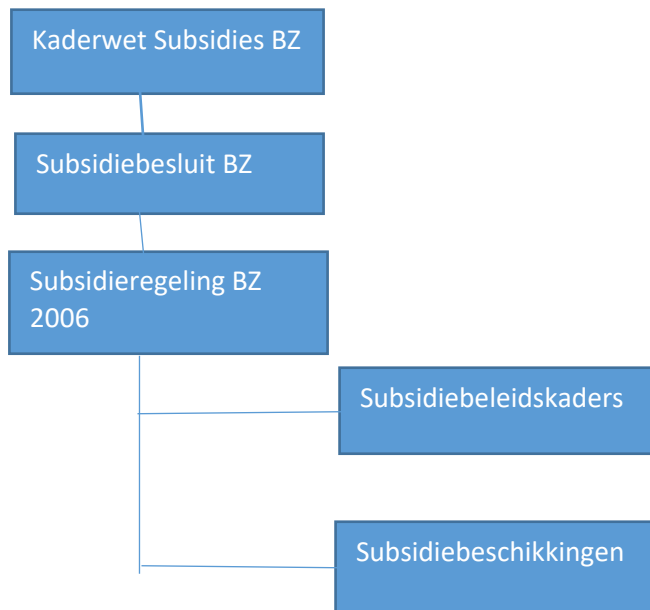 Kaderwet Subsidies BZ
Subsidiebesluit BZ
Subsidieregeling BZ
2006
Subsidiebeleidskaders
Subsidiebeschikkingen